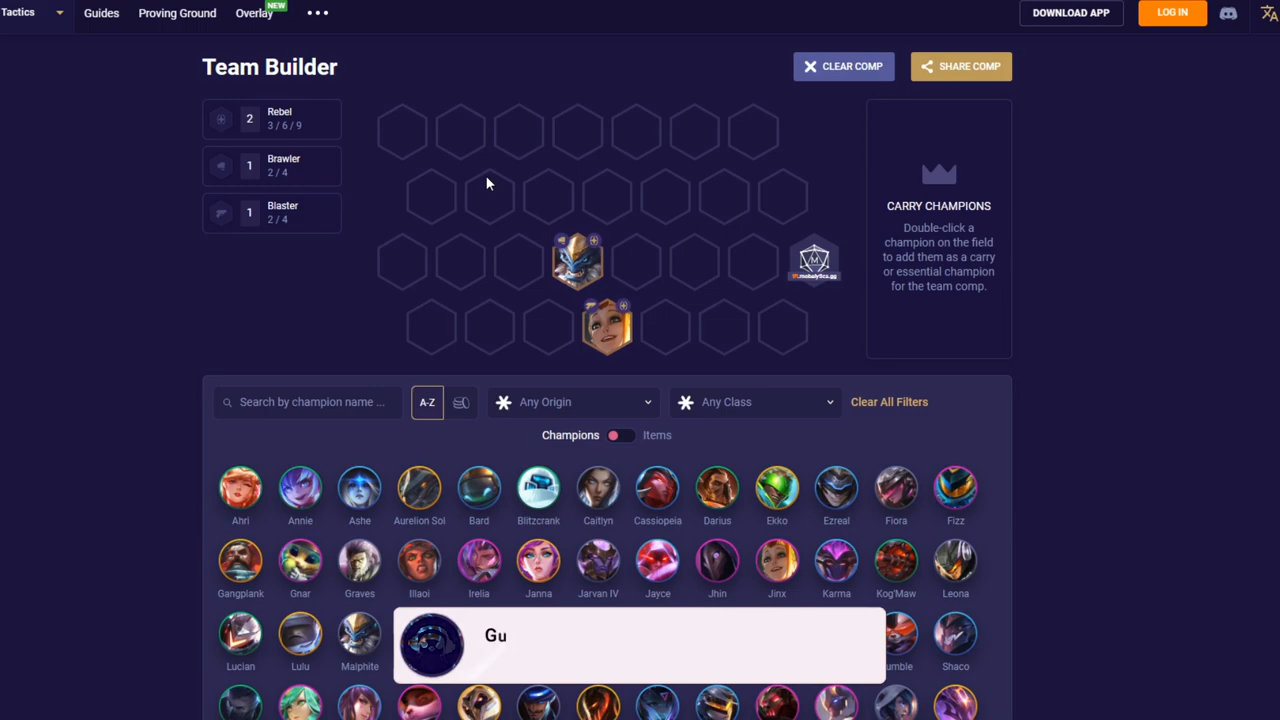 Tactics Guides Proving Ground Overlay NEW DOWNLOAD APP LOG IN
Team Builder CLEAR COMP SHARE COMP
2 Rebel
3 / 6 / 9
1 Brawler
2 / 4
1 Blaster
2 / 4
M
tft.mobalytics.gg
CARRY CHAMPIONS
Double-click a
champion on the field
to add them as a carry
or essential champion
for the team comp.
Search by champion name ... A-Z Any Origin Any Class Clear All Filters
Champions Items
Ahri Annie Ashe Aurelion Sol Bard Blitzcrank Caitlyn Cassiopeia Darius Ekko Ezreal Fiora Fizz
Gangplank Gnar Graves Illaoi Irelia Janna Jarvan IV Jayce Jhin Jinx Karma Kog'Maw Leona
Lucian Lulu Malphite umble Shaco
Gu